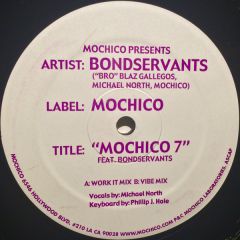 MOCHICO PRESENTS
ARTIST: BONDSERVANTS
("BRO" BLAZ GALLEGOS,
MICHAEL NORTH, MOCHICO)
LABEL: MOCHICO
TITLE: "MOCHICO 7"
FEAT. BONDSERVANTS
A: WORK IT MIX B: VIBE MIX
Vocals by: Michael North
Keyboard by: Phillip J. Hale
MOCHICO 6546 HOLLYWOOD BLVD. #210 LA CA 90028 WWW.MOCHICO.COM P&C MOCHICO LABORATORIES, ASCAP